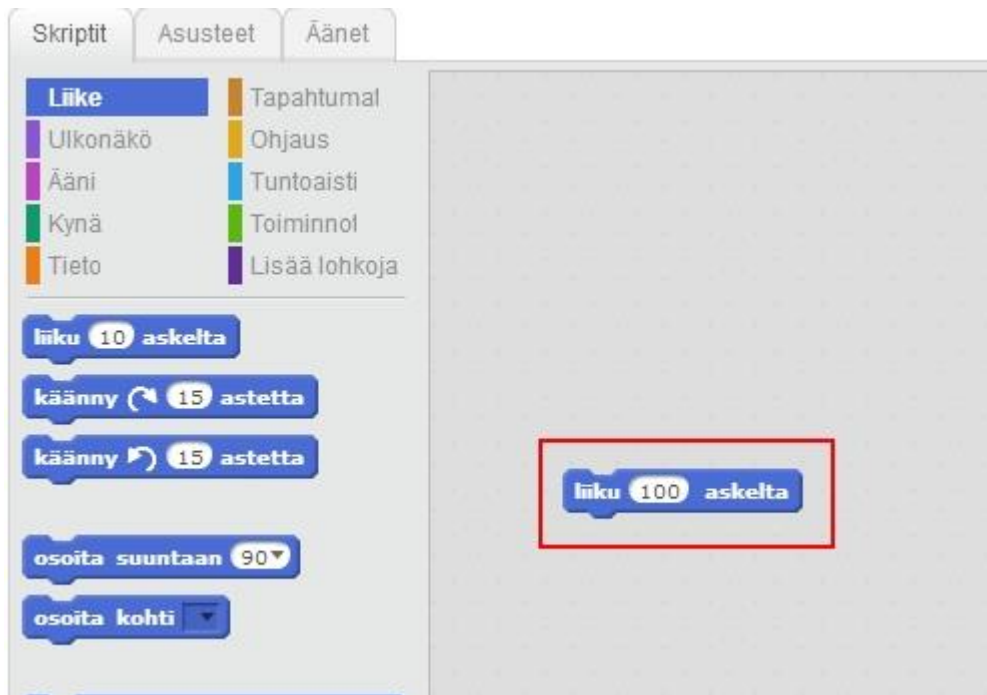 Skriptit Asusteet Äänet
Liike Tapahtumat
Ulkonäkö Ohjaus
Ääni Tuntoaisti
Kynä Toiminnot
Tieto Lisää lohkoja
liiku 10 askelta
käänny 15 astetta
käänny 15 astetta
liiku 100 askelta
osoita suuntaan 90
osoita kohti